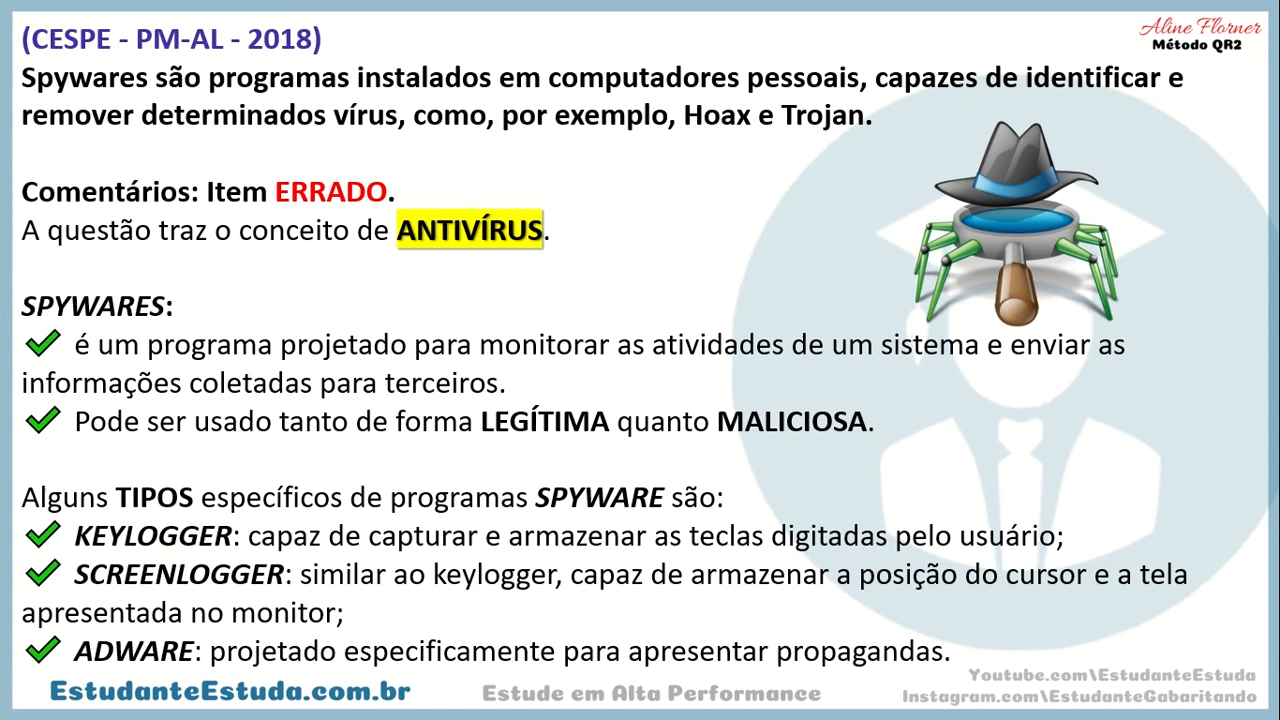 (CESPE - PM-AL - 2018)
Aline Florner
Método QR2
Spywares são programas instalados em computadores pessoais, capazes de identificar e
remover determinados vírus, como, por exemplo, Hoax e Trojan.
Comentários: Item ERRADO.
A questão traz o conceito de ANTIVÍRUS.
SPYWARES:
é um programa projetado para monitorar as atividades de um sistema e enviar as
informações coletadas para terceiros.
Pode ser usado tanto de forma LEGÍTIMA quanto MALICIOSA.
Alguns TIPOS específicos de programas SPYWARE são:
KEYLOGGER: capaz de capturar e armazenar as teclas digitadas pelo usuário;
SCREENLOGGER: similar ao keylogger, capaz de armazenar a posição do cursor e a tela
apresentada no monitor;
ADWARE: projetado especificamente para apresentar propagandas.
EstudanteEstuda.com.br
Estude em Alta Performance
Youtube.com\EstudanteEstuda
Instagram.com\EstudanteGabaritando